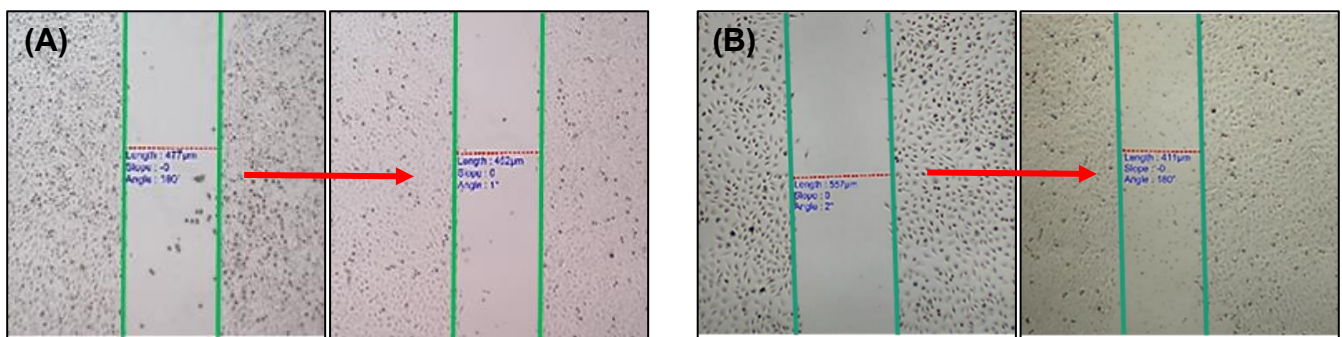 (A)
Length : 477µm
Slope : -0
Angle : 180°
Length : 452µm
Slope : 0
Angle : 1°
(B)
Length : 557µm
Slope : 0
Angle : 2°
Length : 411µm
Slope : -0
Angle : 180°